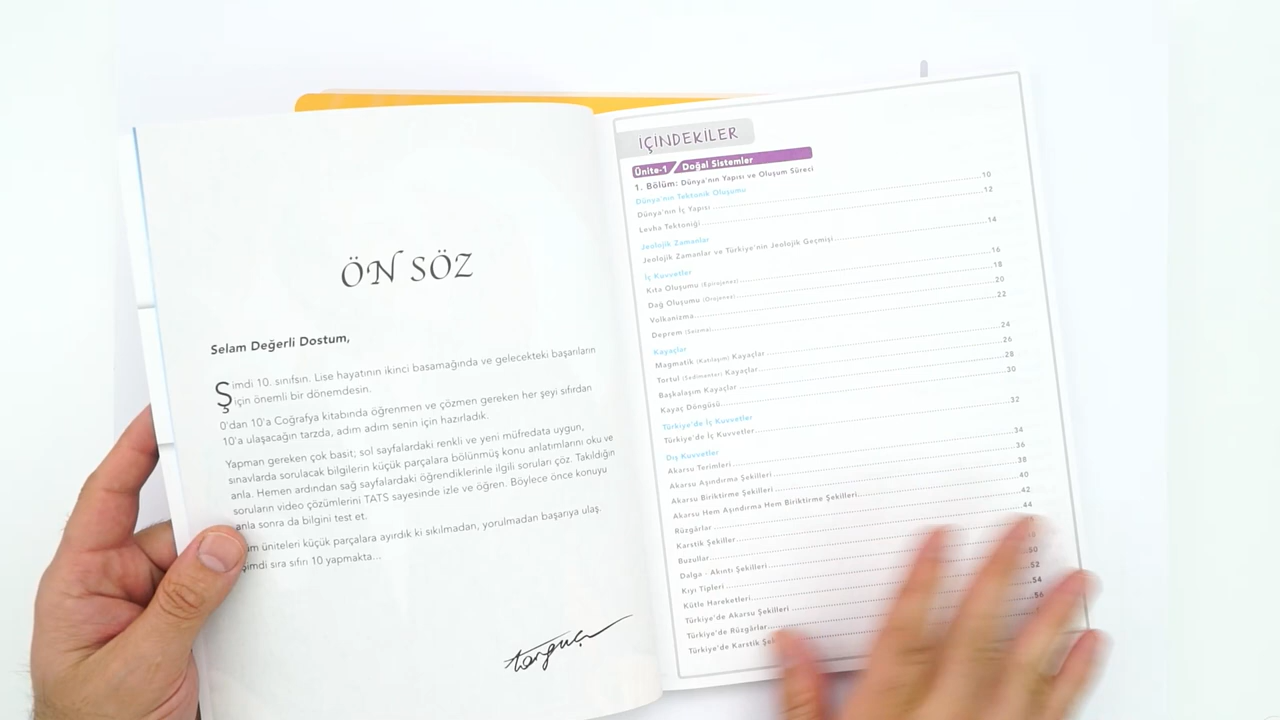 ÖN SÖZ
Selam Değerli Dostum,
Şimdi 10. sınıfsın. Lise hayatının ikinci basamağında ve gelecekteki başarıların
için önemli bir dönemdesin.
0'dan 10'a Coğrafya kitabında öğrenmen ve çözmen gereken her şeyi sıfırdan
10'a ulaşacağın tarzda, adım adım senin için hazırladık.
Yapman gereken çok basit; sol sayfalardaki renkli ve yeni müfredata uygun,
sınavlarda sorulacak bilgilerin küçük parçalara bölünmüş konu anlatımlarını oku ve
anla. Hemen ardından sağ sayfalardaki öğrendiklerinle ilgili soruları çöz. Takıldığın
soruların video çözümlerini TATS sayesinde izle ve öğren. Böylece önce konuyu
anla sonra da bilgini test et.
üniteleri küçük parçalara ayırdık ki sıkılmadan, yorulmadan başarıya ulaş.
Şimdi sıra sıfırı 10 yapmakta...
İÇİNDEKİLER
Ünite-1 Doğal Sistemler
1. Bölüm: Dünya'nın Yapısı ve Oluşum Süreci
Dünya'nın Tektonik Oluşumu
Dünya'nın İç Yapısı 10
Levha Tektoniği 12
Jeolojik Zamanlar
Jeolojik Zamanlar ve Türkiye'nin Jeolojik Geçmişi 14
İç Kuvvetler
Kıta Oluşumu (Epirojenez) 16
Dağ Oluşumu (Orojenez) 18
Volkanizma 20
Deprem (Seizma) 22
Kayaçlar
Magmatik (Katılaşım) Kayaçlar 24
Tortul (Sedimanter) Kayaçlar 26
Başkalaşım Kayaçlar 28
Kayaç Döngüsü 30
Türkiye'de İç Kuvvetler
Türkiye'de İç Kuvvetler 32
Dış Kuvvetler
Akarsu Terimleri 34
Akarsu Aşındırma Şekilleri 36
Akarsu Biriktirme Şekilleri 38
Akarsu Hem Aşındırma Hem Biriktirme Şekilleri 40
Rüzgârlar 42
Karstik Şekiller 44
Buzullar
Dalga - Akıntı Şekilleri
Kıyı Tipleri 50
Kütle Hareketleri 52
Türkiye'de Akarsu Şekilleri 54
Türkiye'de Rüzgârlar 56
Türkiye'de Karstik